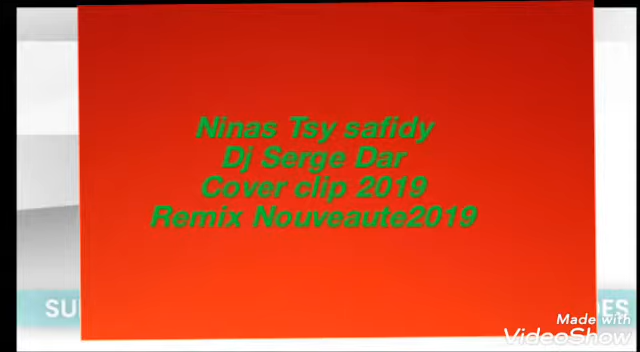 Ninas Tsy safidy
Dj Serge Dar
Cover clip 2019
Remix Nouveaute2019
Made with
VideoShow